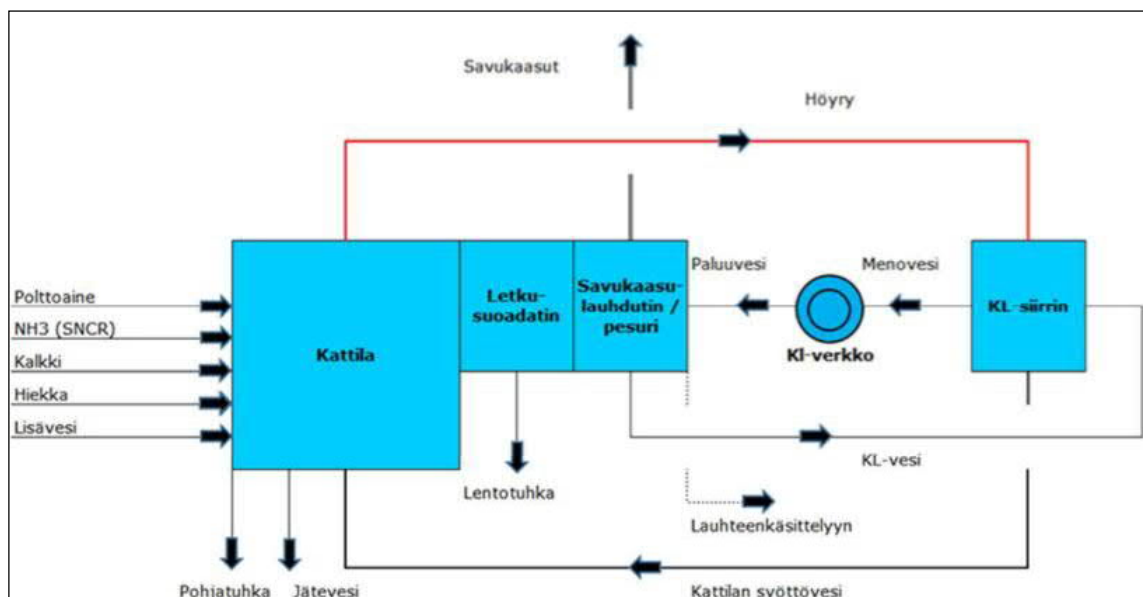 Savukaasut
Höyry
Polttoaine
NH3 (SNCR)
Kalkki
Hiekka
Lisävesi
Kattila
Letku-
suodatin
Savukaasu-
lauhdutin /
pesuri
Paluuvesi
Menovesi
Kl-verkko
KL-siirrin
KL-vesi
Lentotuhka
Lauhteenkäsittelyyn
Pohjatuhka
Jätevesi
Kattilan syöttövesi